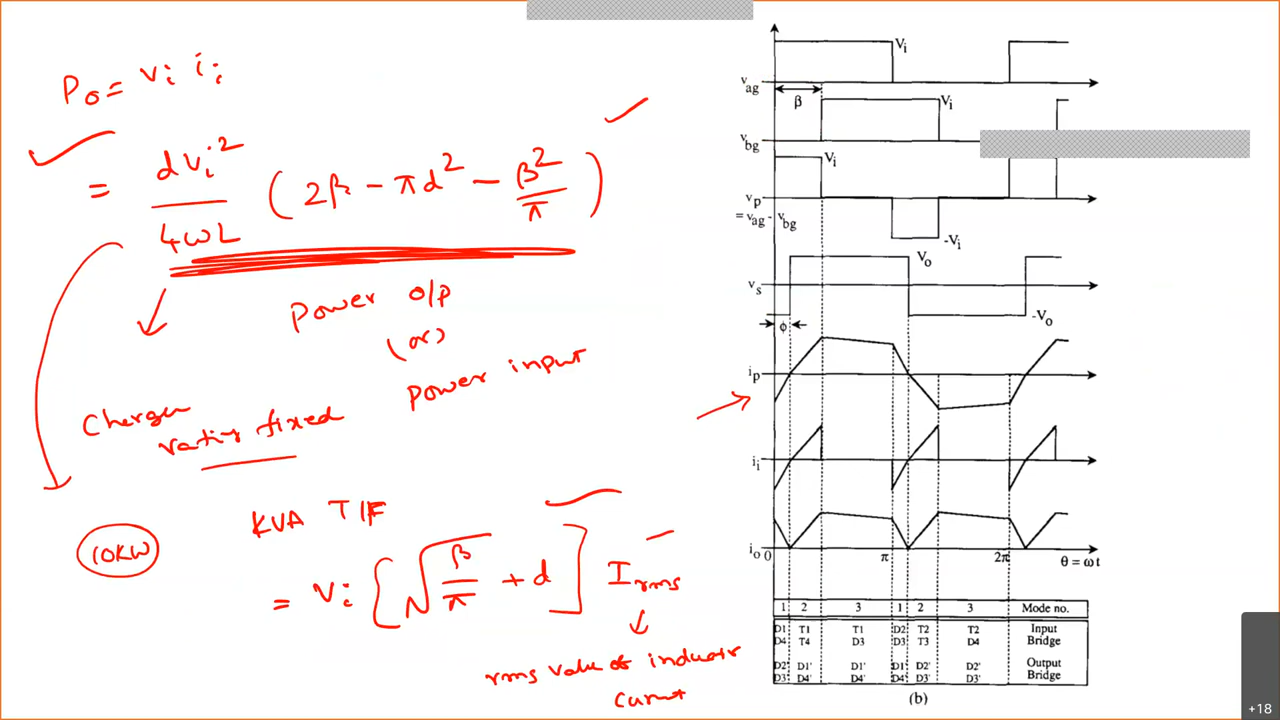 P₀ = Vᵢ iᵢ
= dVᵢ² / 4ωL (2β - πd² - β²/π)
Power o/p
(or)
Power input
Charger
rating fixed
10KW
KVA T/F
= Vᵢ [√(β/π) + d] Irms
rms value of inductor
Current
Vi
vag
β
Vi
vbg
Vi
vp
= vag - vbg
-Vi
Vo
vs
-Vo
ϕ
ip
ii
io 0 π 2π θ = ωt
1 2 3 1 2 3 Mode no.
D1 T1 T1 D2 T2 T2 Input
D4 T4 D3 D3 T3 D4 Bridge
D2' D1' D1' D1 D2' D2' Output
D3' D4' D4' D4 D3' D3' Bridge
(b)
+18